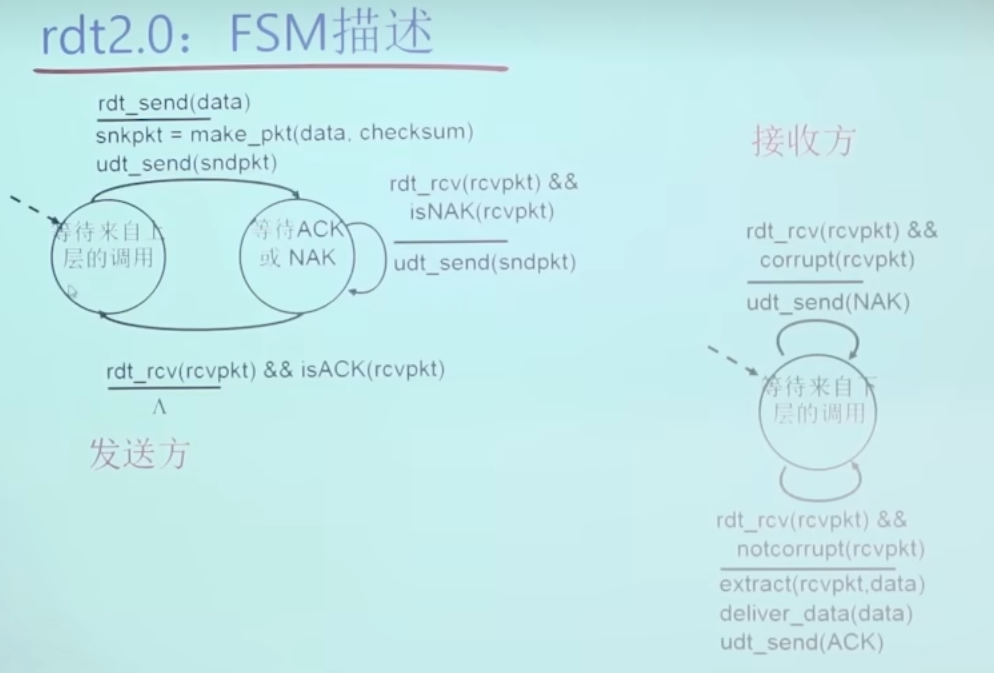 rdt2.0：FSM描述
rdt_send(data)
snkpkt = make_pkt(data, checksum)
udt_send(sndpkt)
等待来自上
层的调用
等待ACK
或 NAK
rdt_rcv(rcvpkt) &&
isNAK(rcvpkt)
udt_send(sndpkt)
rdt_rcv(rcvpkt) && isACK(rcvpkt)
Λ
发送方
接收方
rdt_rcv(rcvpkt) &&
corrupt(rcvpkt)
udt_send(NAK)
等待来自下
层的调用
rdt_rcv(rcvpkt) &&
notcorrupt(rcvpkt)
extract(rcvpkt,data)
deliver_data(data)
udt_send(ACK)